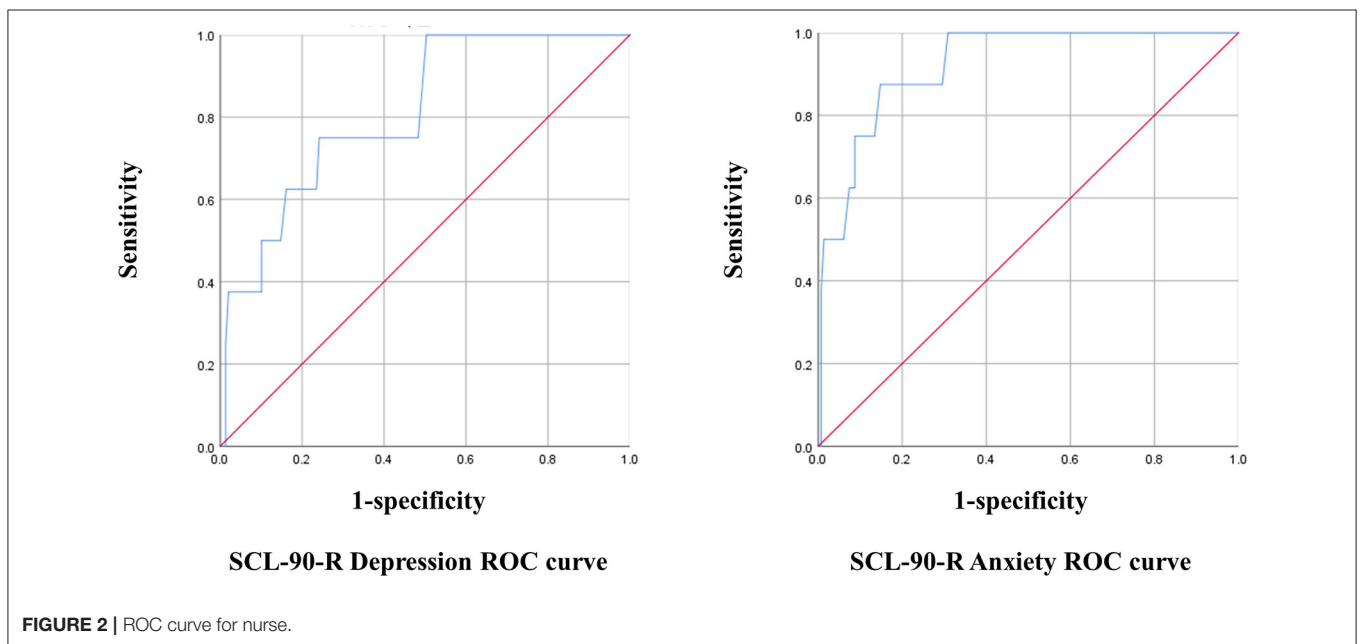 1.0
0.8
0.6
0.4
0.2
0.0
0.0 0.2 0.4 0.6 0.8 1.0
Sensitivity
1-specificity
SCL-90-R Depression ROC curve
1.0
0.8
0.6
0.4
0.2
0.0
0.0 0.2 0.4 0.6 0.8 1.0
Sensitivity
1-specificity
SCL-90-R Anxiety ROC curve
FIGURE 2 | ROC curve for nurse.